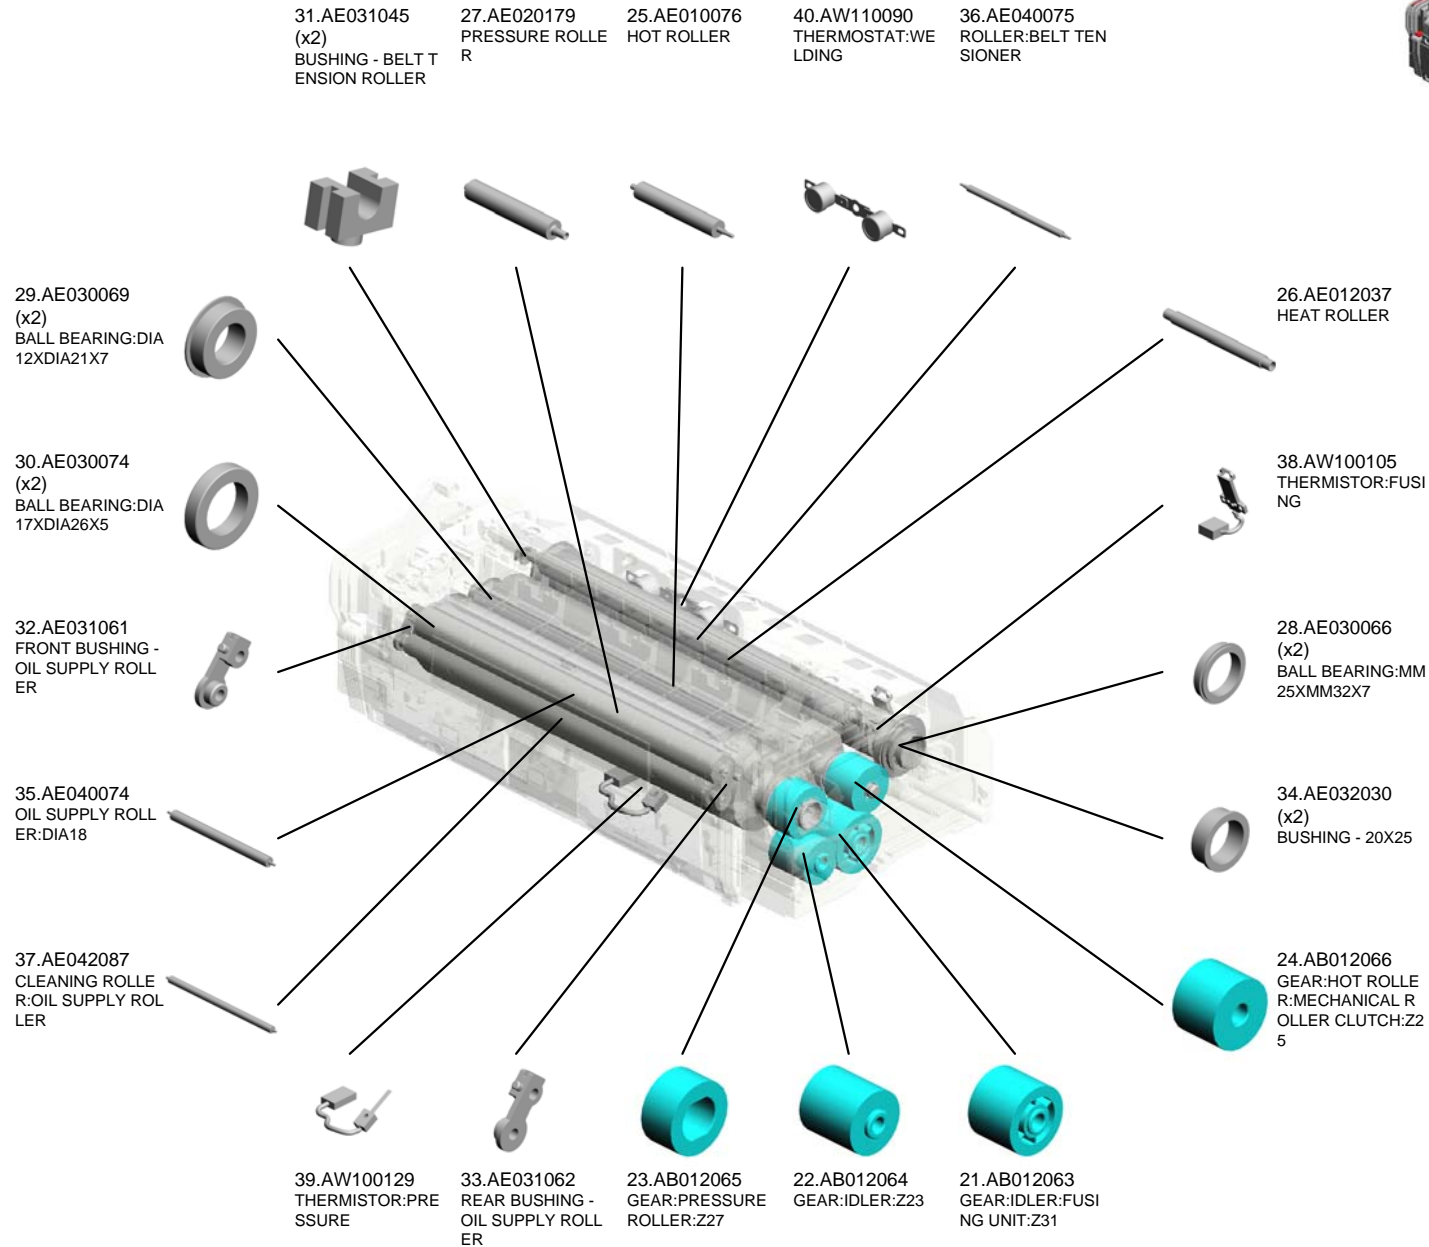 31.AE031045
(x2)
BUSHING - BELT T
ENSION ROLLER
27.AE020179
PRESSURE ROLLE
R
25.AE010076
HOT ROLLER
40.AW110090
THERMOSTAT:WE
LDING
36.AE040075
ROLLER:BELT TEN
SIONER
29.AE030069
(x2)
BALL BEARING:DIA
12XDIA21X7
26.AE012037
HEAT ROLLER
30.AE030074
(x2)
BALL BEARING:DIA
17XDIA26X5
38.AW100105
THERMISTOR:FUSI
NG
32.AE031061
FRONT BUSHING -
OIL SUPPLY ROLL
ER
28.AE030066
(x2)
BALL BEARING:MM
25XMM32X7
35.AE040074
OIL SUPPLY ROLL
ER:DIA18
34.AE032030
(x2)
BUSHING - 20X25
37.AE042087
CLEANING ROLLE
R:OIL SUPPLY ROL
LER
24.AB012066
GEAR:HOT ROLLE
R:MECHANICAL R
OLLER CLUTCH:Z2
5
39.AW100129
THERMISTOR:PRE
SSURE
33.AE031062
REAR BUSHING -
OIL SUPPLY ROLL
ER
23.AB012065
GEAR:PRESSURE
ROLLER:Z27
22.AB012064
GEAR:IDLER:Z23
21.AB012063
GEAR:IDLER:FUSI
NG UNIT:Z31